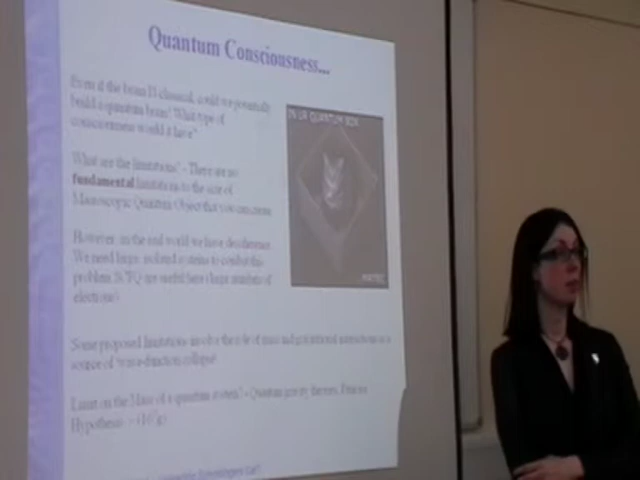 Quantum Consciousness...
Even if the brain IS classical, could we potentially
build a quantum brain? What type of
consciousness would it have?
IN UR QUANTUM BOX
What are the limitations? - There are no
fundamental limitations to the size of
Macroscopic Quantum Object that you can create
However, in the real world we have decoherence
We need large, isolated systems to combat this
problem. are useful here (large numbers of
electrons)
Some proposed limitations involve the role of mass and gravitational interactions as a
source of 'wave-function collapse'
Limit on the Mass of a quantum system? - Quantum gravity theories, Penrose
Hypothesis